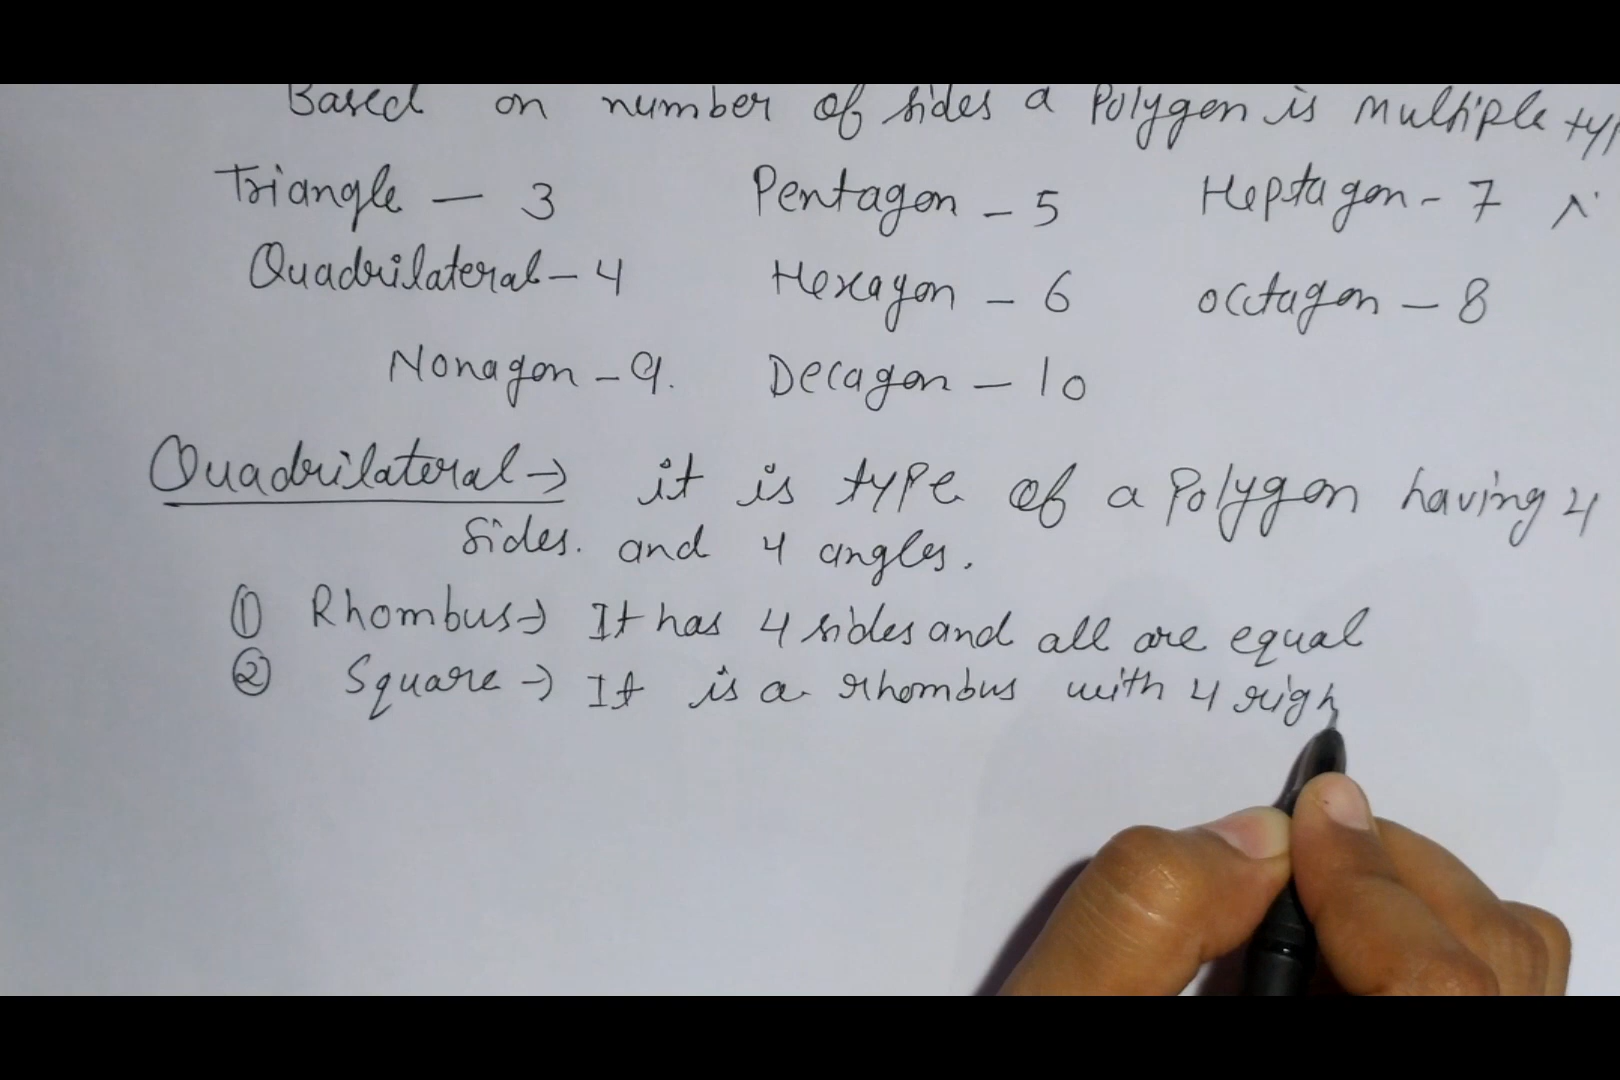 Based on number of sides a Polygon is multiple
Triangle — 3 Pentagon - 5 Heptagon - 7
Quadrilateral - 4 Hexagon - 6 Octagon - 8
Nonagon - 9. Decagon - 10
Quadrilateral → it is type of a Polygon having 4
sides. and 4 angles.
① Rhombus → It has 4 sides and all are equal
② Square → It is a rhombus with 4 righ